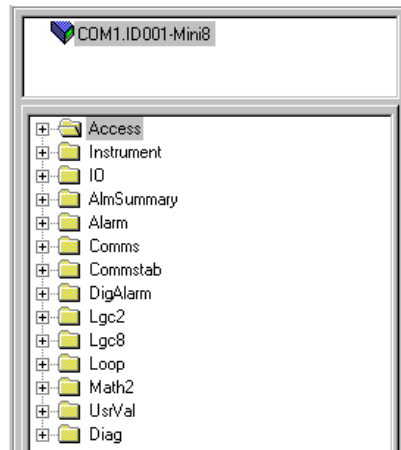 COM1.ID001-Mini8
Access
Instrument
IO
AlmSummary
Alarm
Comms
Commstab
DigAlarm
Lgc2
Lgc8
Loop
Math2
UsrVal
Diag